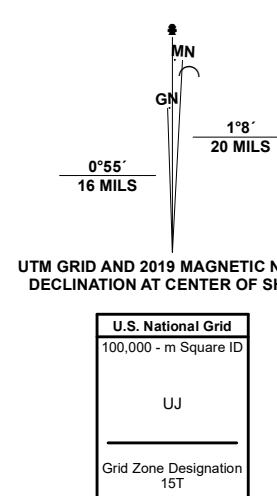 MN
GN
1°8´
20 MILS
0°55´
16 MILS
UTM GRID AND 2019 MAGNETIC N
DECLINATION AT CENTER OF SH
U.S. National Grid
100,000 - m Square ID
UJ
Grid Zone Designation
15T